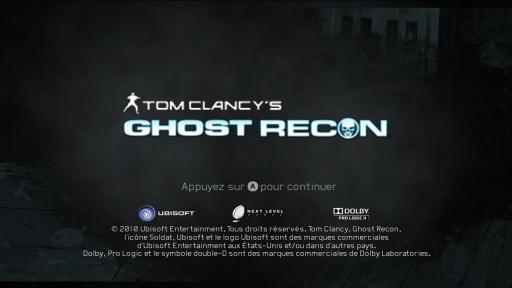 TOM CLANCY'S
GHOST RECON
Appuyez sur A pour continuer
UBISOFT
NEXT LEVEL
DOLBY
PRO LOGIC II
© 2010 Ubisoft Entertainment. Tous droits réservés. Tom Clancy, Ghost Recon,
l'icône Soldat, Ubisoft et le logo Ubisoft sont des marques commerciales
d'Ubisoft Entertainment aux États-Unis et/ou dans d'autres pays.
Dolby, Pro Logic et le symbole double-D sont des marques commerciales de Dolby Laboratories.